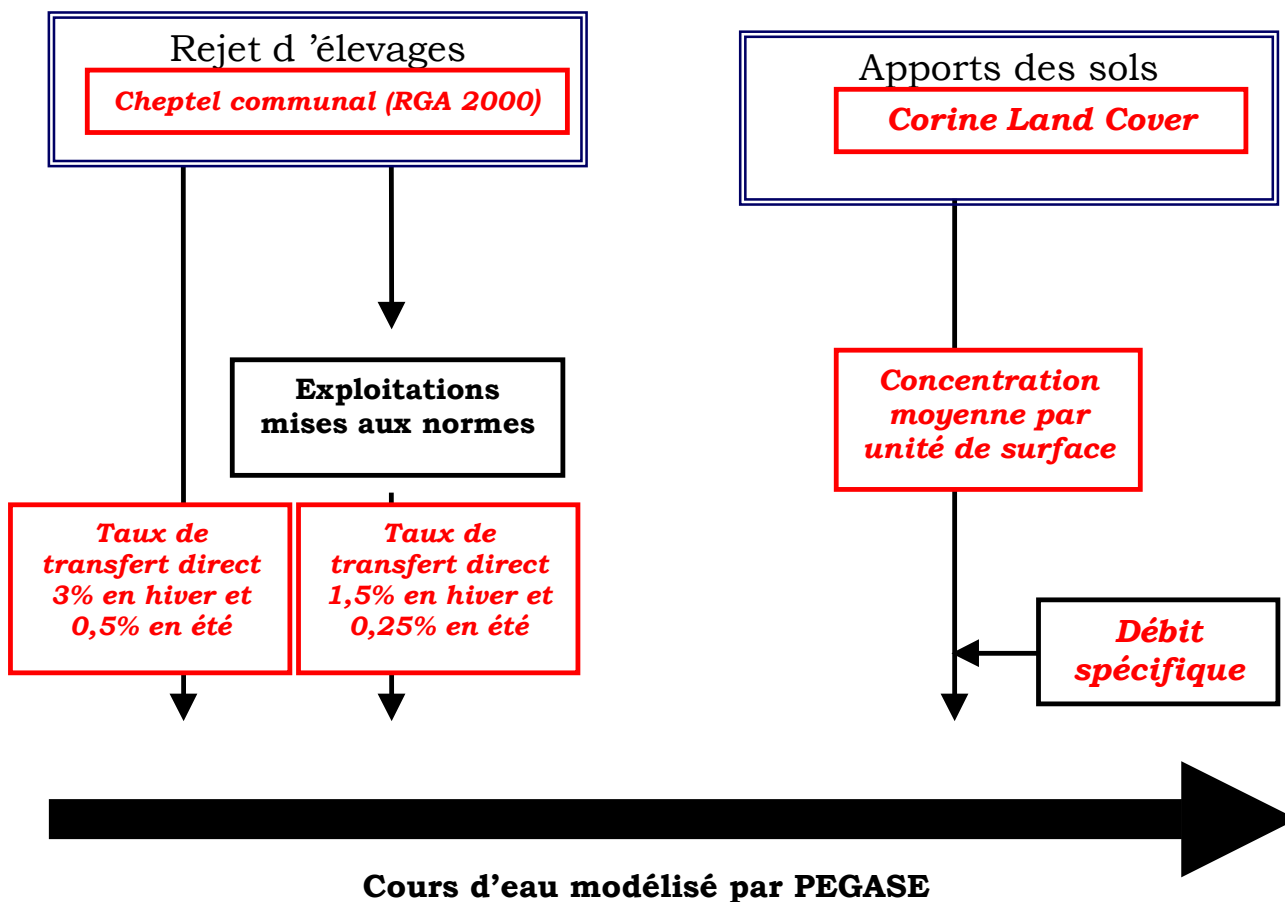 Rejet d ’élevages
Cheptel communal (RGA 2000)
Apports des sols
Corine Land Cover
Exploitations
mises aux normes
Concentration
moyenne par
unité de surface
Taux de
transfert direct
3% en hiver et
0,5% en été
Taux de
transfert direct
1,5% en hiver et
0,25% en été
Débit
spécifique
Cours d’eau modélisé par PEGASE